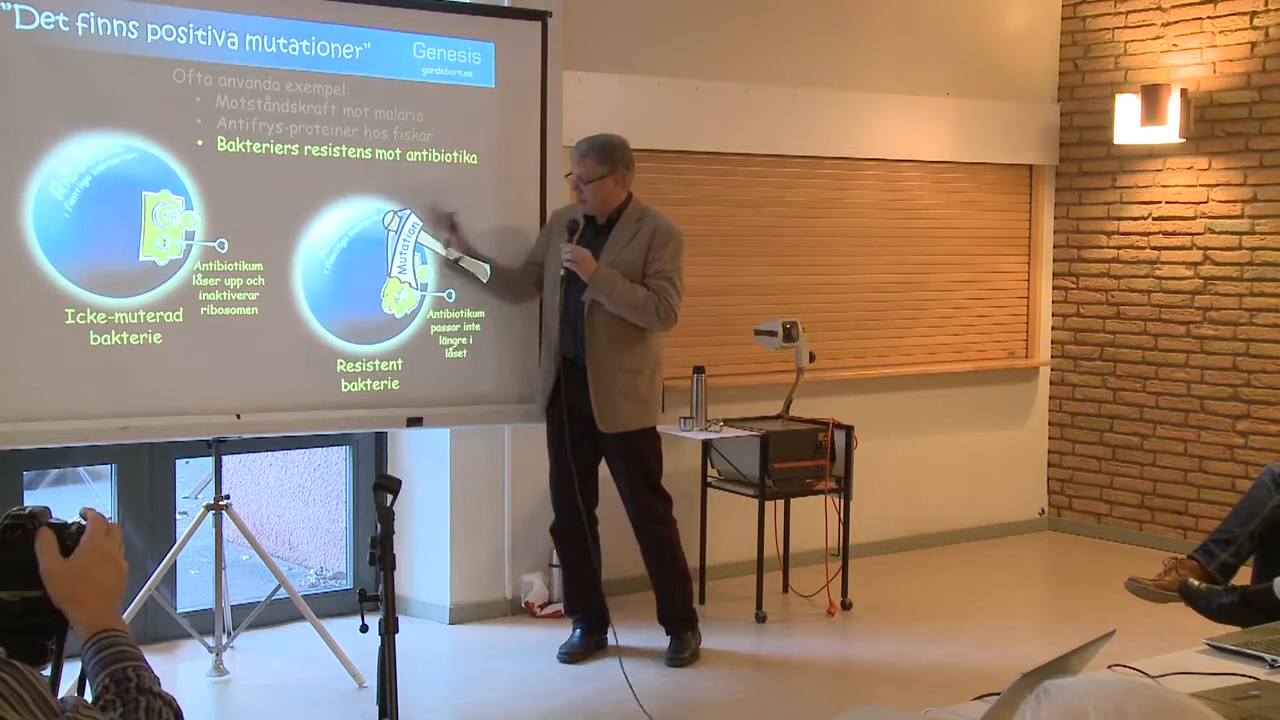 ”Det finns positiva mutationer”
Genesis
gardeborn.se
Ofta använda exempel:
• Motståndskraft mot malaria
• Antifrys-proteiner hos fiskar
• Bakteriers resistens mot antibiotika
Mutation
Antibiotikum
låser upp och
inaktiverar
ribosomen
Icke-muterad
bakterie
Antibiotikum
passar inte
längre i
låset
Resistent
bakterie